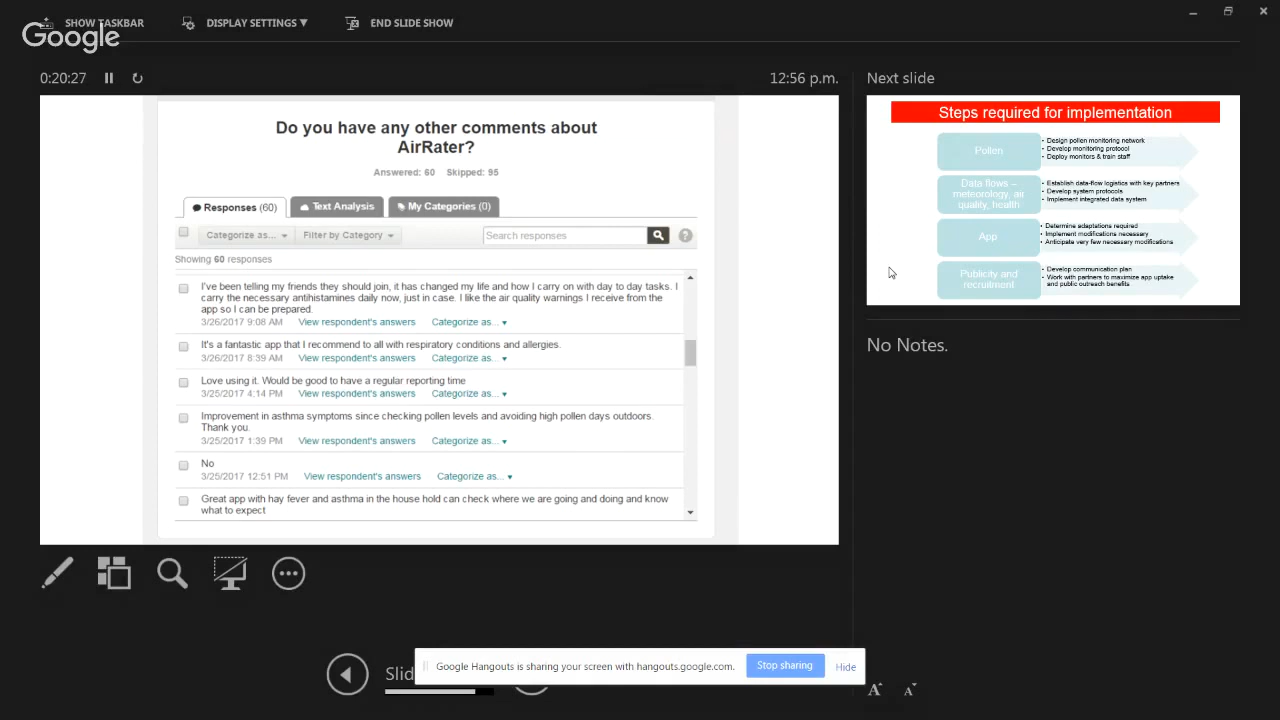 SHOW TASKBAR
DISPLAY SETTINGS ▼
END SLIDE SHOW
Google
0:20:27
12:56 p.m.
Do you have any other comments about
AirRater?
Answered: 60 Skipped: 95
Responses (60)
Text Analysis
My Categories (0)
Categorize as...
Filter by Category
Search responses
?
Showing 60 responses
I've been telling my friends they should join, it has changed my life and how I carry on with day to day tasks. I
carry the necessary antihistamines daily now, just in case. I like the air quality warnings I receive from the
app so I can be prepared.
3/26/2017 9:08 AM View respondent's answers Categorize as...
It's a fantastic app that I recommend to all with respiratory conditions and allergies.
3/26/2017 8:39 AM View respondent's answers Categorize as...
Love using it. Would be good to have a regular reporting time
3/25/2017 4:14 PM View respondent's answers Categorize as...
Improvement in asthma symptoms since checking pollen levels and avoiding high pollen days outdoors.
Thank you.
3/25/2017 1:39 PM View respondent's answers Categorize as...
No
3/25/2017 12:51 PM View respondent's answers Categorize as...
Great app with hay fever and asthma in the house hold can check where we are going and doing and know
what to expect
Next slide
Steps required for implementation
Pollen
• Design pollen monitoring network
• Develop monitoring protocol
• Deploy monitors & train staff
Data flows –
meteorology, air
quality, health
• Establish data-flow logistics with key partners
• Develop system protocols
• Implement integrated data system
App
• Determine adaptations required
• Implement modifications necessary
• Anticipate very few necessary modifications
Publicity and
recruitment
• Develop communication plan
• Work with partners to maximize app uptake
and public outreach benefits
No Notes.
Slid
Google Hangouts is sharing your screen with hangouts.google.com.
Stop sharing
Hide
A A